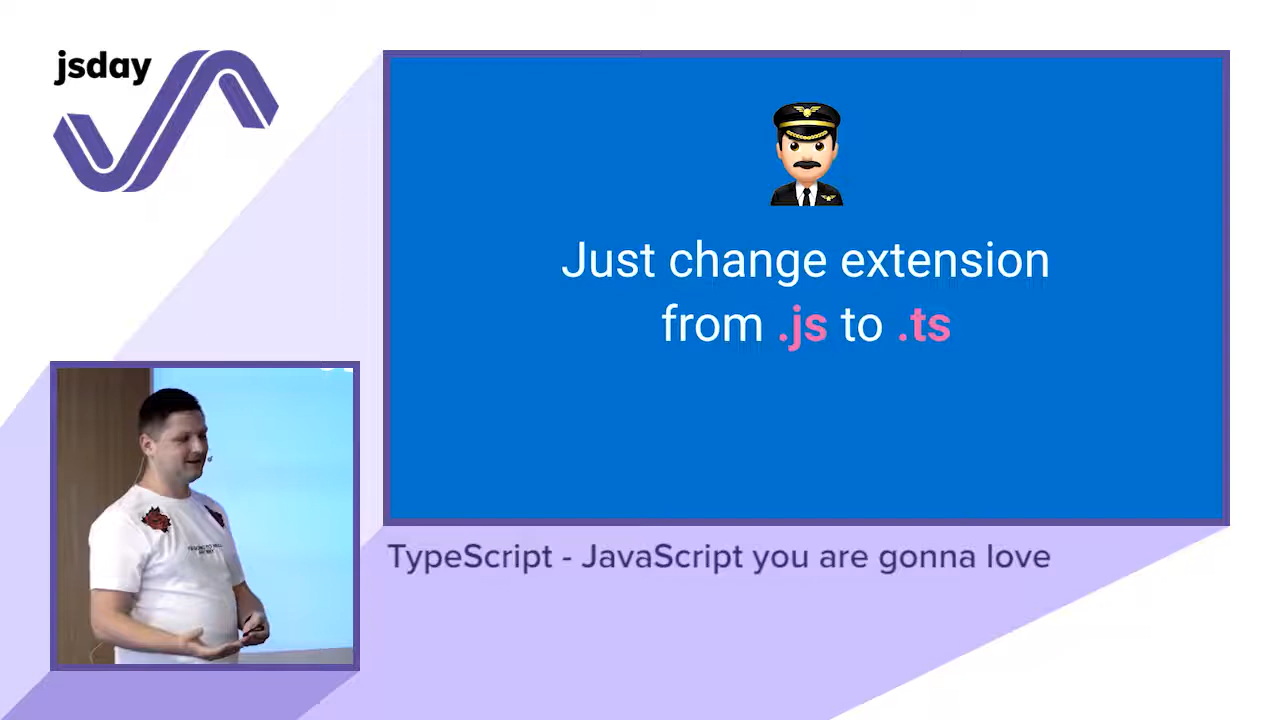 jsday
Just change extension
from .js to .ts
TypeScript - JavaScript you are gonna love